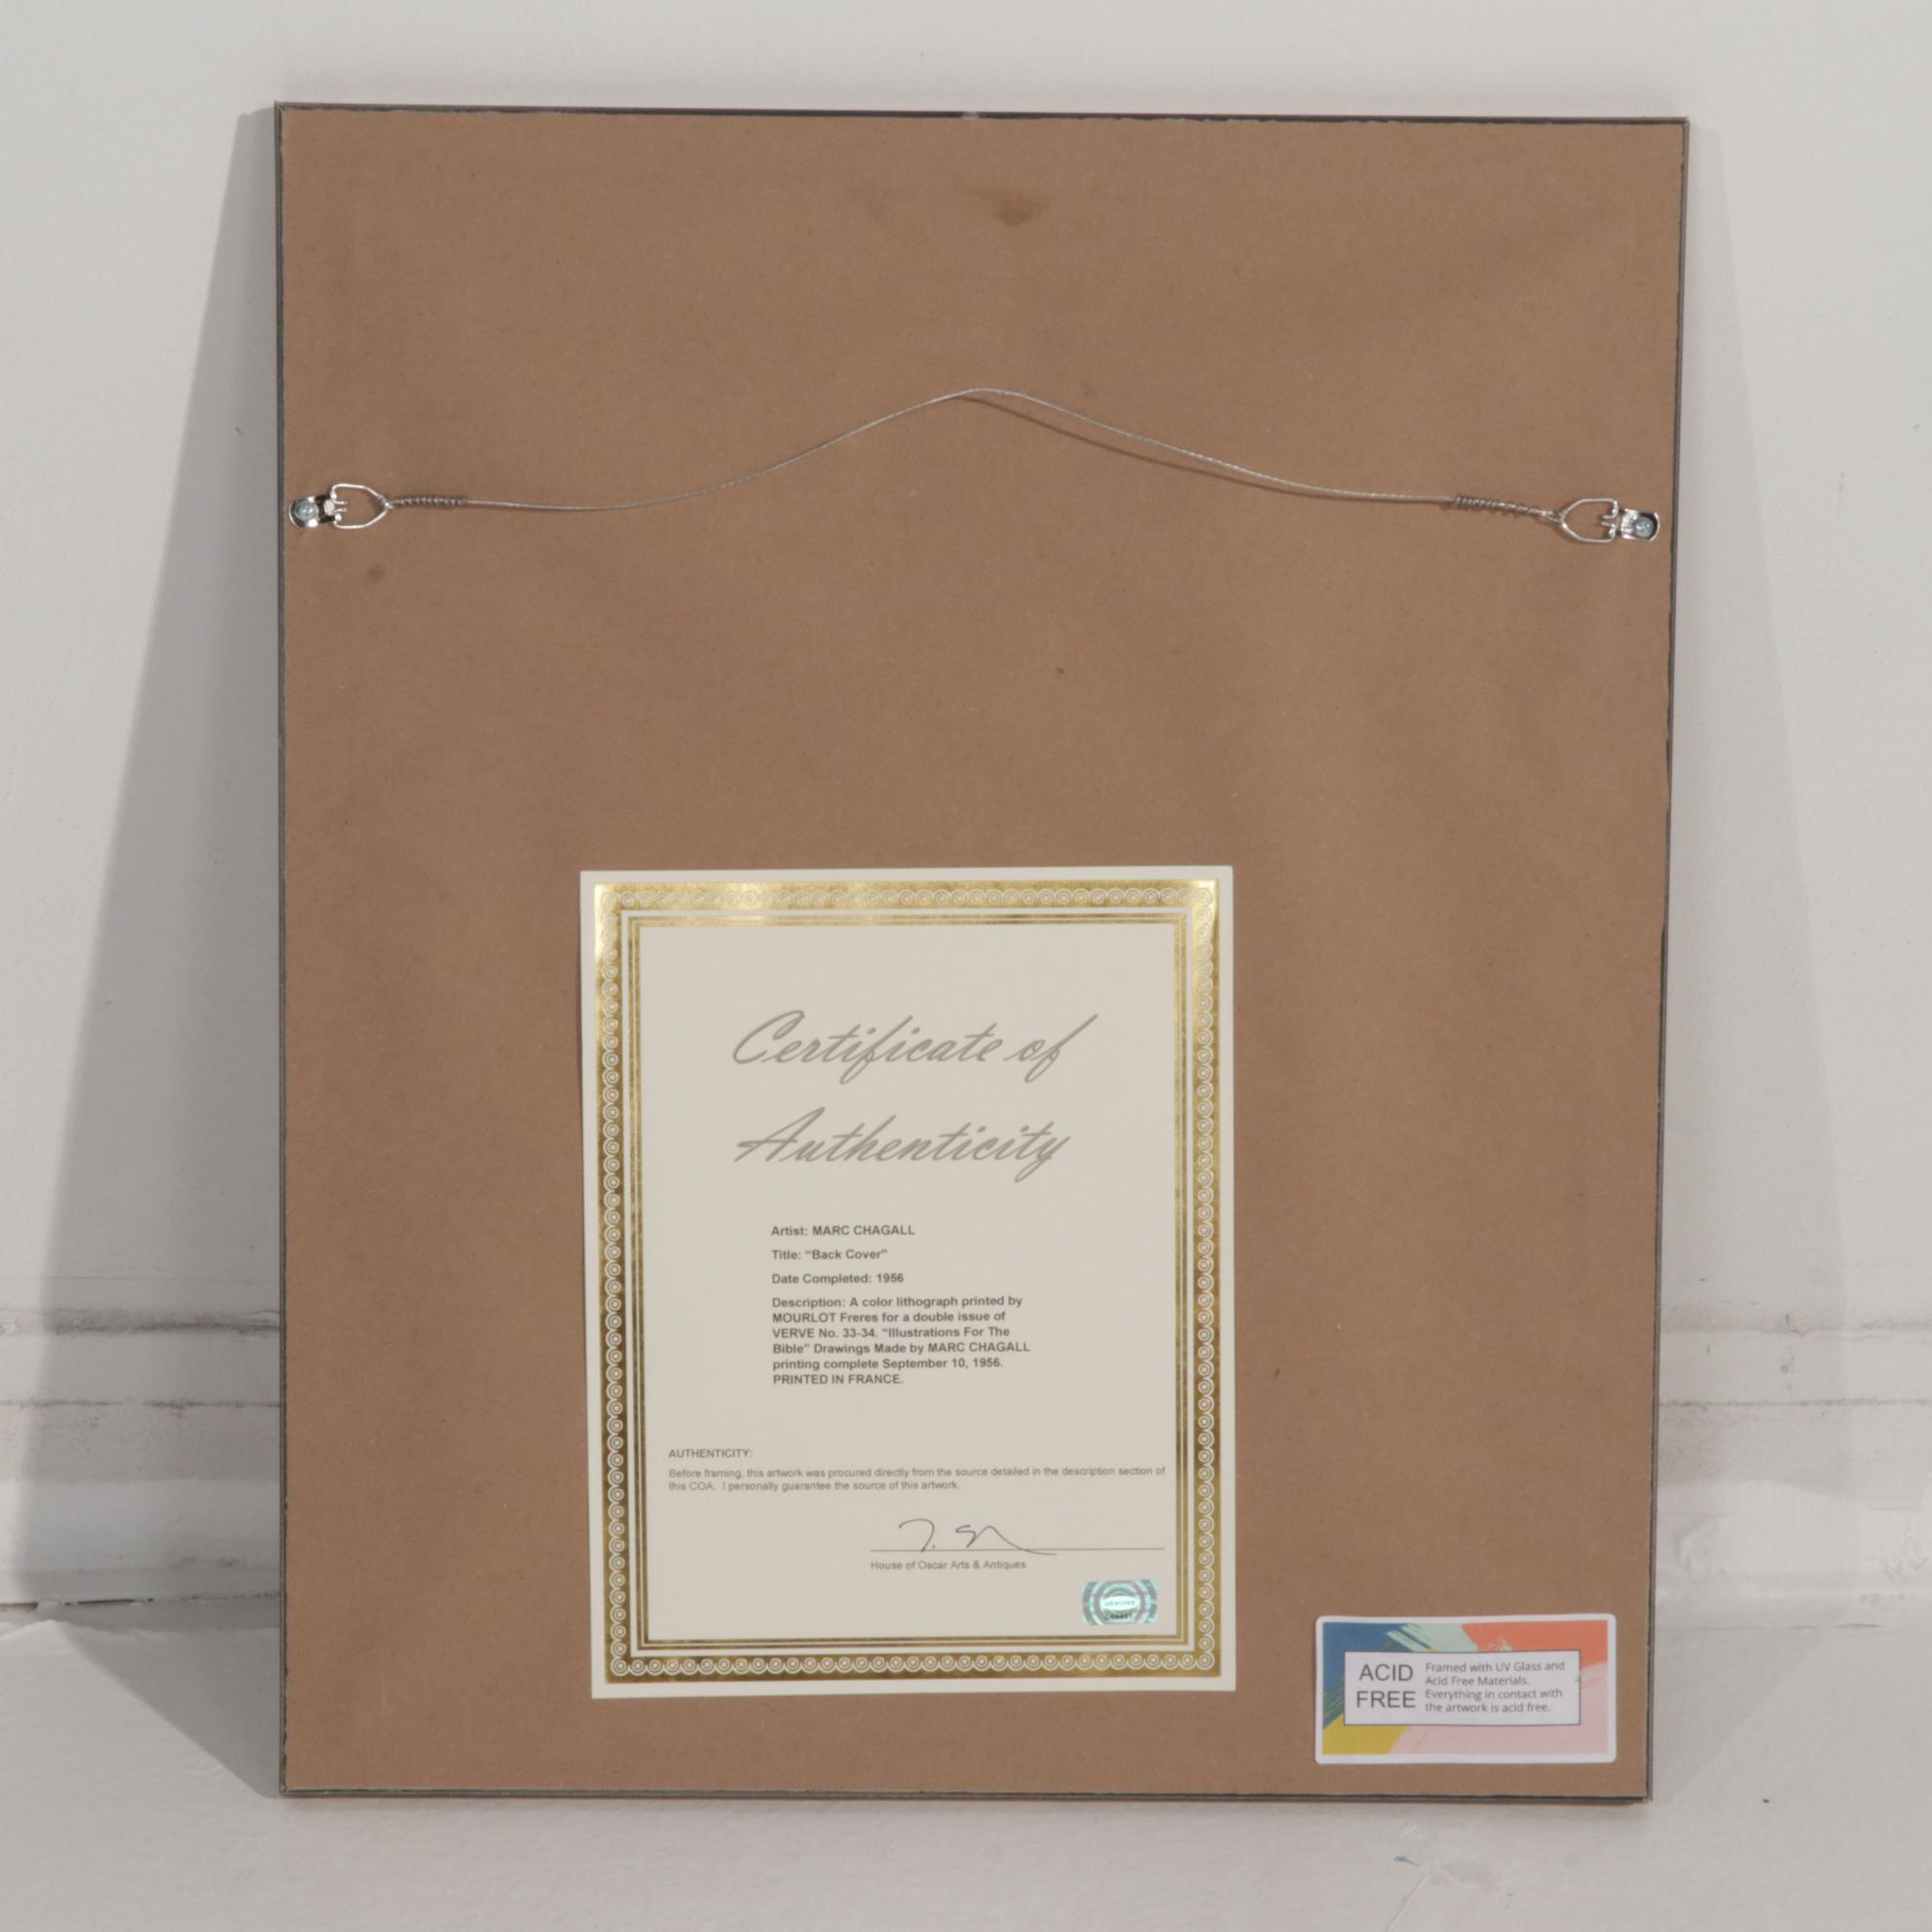 Certificate of
Authenticity
Artist: MARC CHAGALL
Title: “Back Cover”
Date Completed: 1956
Description: A color lithograph printed by
MOURLOT Freres for a double issue of
VERVE No. 33-34. “Illustrations For The
Bible” Drawings Made by MARC CHAGALL
printing complete September 10, 1956.
PRINTED IN FRANCE.
AUTHENTICITY:
Before framing, this artwork was procured directly from the source detailed in the description section of
this COA. I personally guarantee the source of this artwork.
House of Oscar Arts & Antiques
GENUINE
ACID
FREE
Framed with UV Glass and
Acid Free Materials.
Everything in contact with
the artwork is acid free.